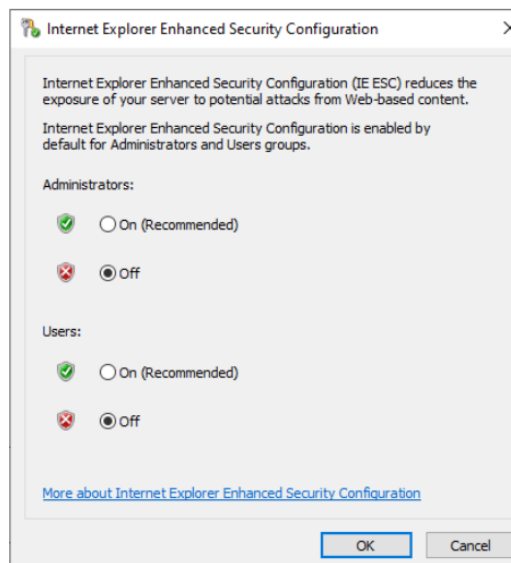 Internet Explorer Enhanced Security Configuration
Internet Explorer Enhanced Security Configuration (IE ESC) reduces the
exposure of your server to potential attacks from Web-based content.
Internet Explorer Enhanced Security Configuration is enabled by
default for Administrators and Users groups.
Administrators:
On (Recommended)
Off
Users:
On (Recommended)
Off
More about Internet Explorer Enhanced Security Configuration
OK Cancel